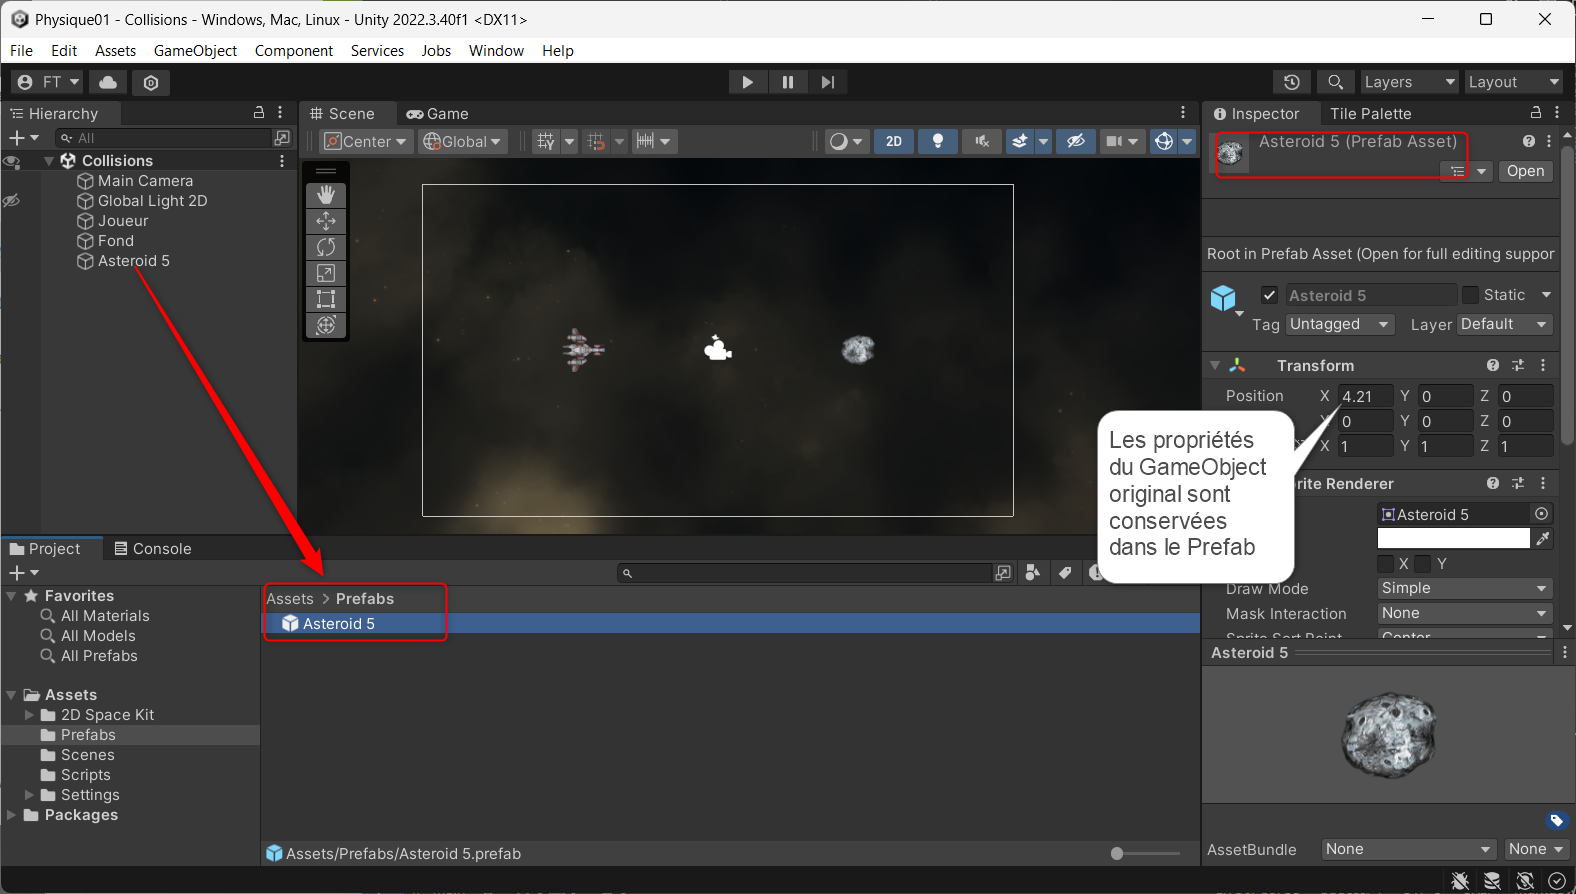 Physique01 - Collisions - Windows, Mac, Linux - Unity 2022.3.40f1 <DX11>
File Edit Assets GameObject Component Services Jobs Window Help
FT
Layers
Layout
Hierarchy
All
Collisions
Main Camera
Global Light 2D
Joueur
Fond
Asteroid 5
Scene
Game
Center
Global
2D
Inspector
Tile Palette
Asteroid 5 (Prefab Asset)
Open
Root in Prefab Asset (Open for full editing suppor
Asteroid 5
Static
Tag Untagged
Layer Default
Transform
Position X 4.21 Y 0 Z 0
0 Y 0 Z 0
X 1 Y 1 Z 1
Les propriétés
du GameObject
original sont
conservées
dans le Prefab
rite Renderer
Asteroid 5
X Y
Draw Mode Simple
Mask Interaction None
Sprite Sort Point Center
Project
Console
Favorites
All Materials
All Models
All Prefabs
Assets
2D Space Kit
Prefabs
Scenes
Scripts
Settings
Packages
Assets > Prefabs
Asteroid 5
Assets/Prefabs/Asteroid 5.prefab
Asteroid 5
AssetBundle None None